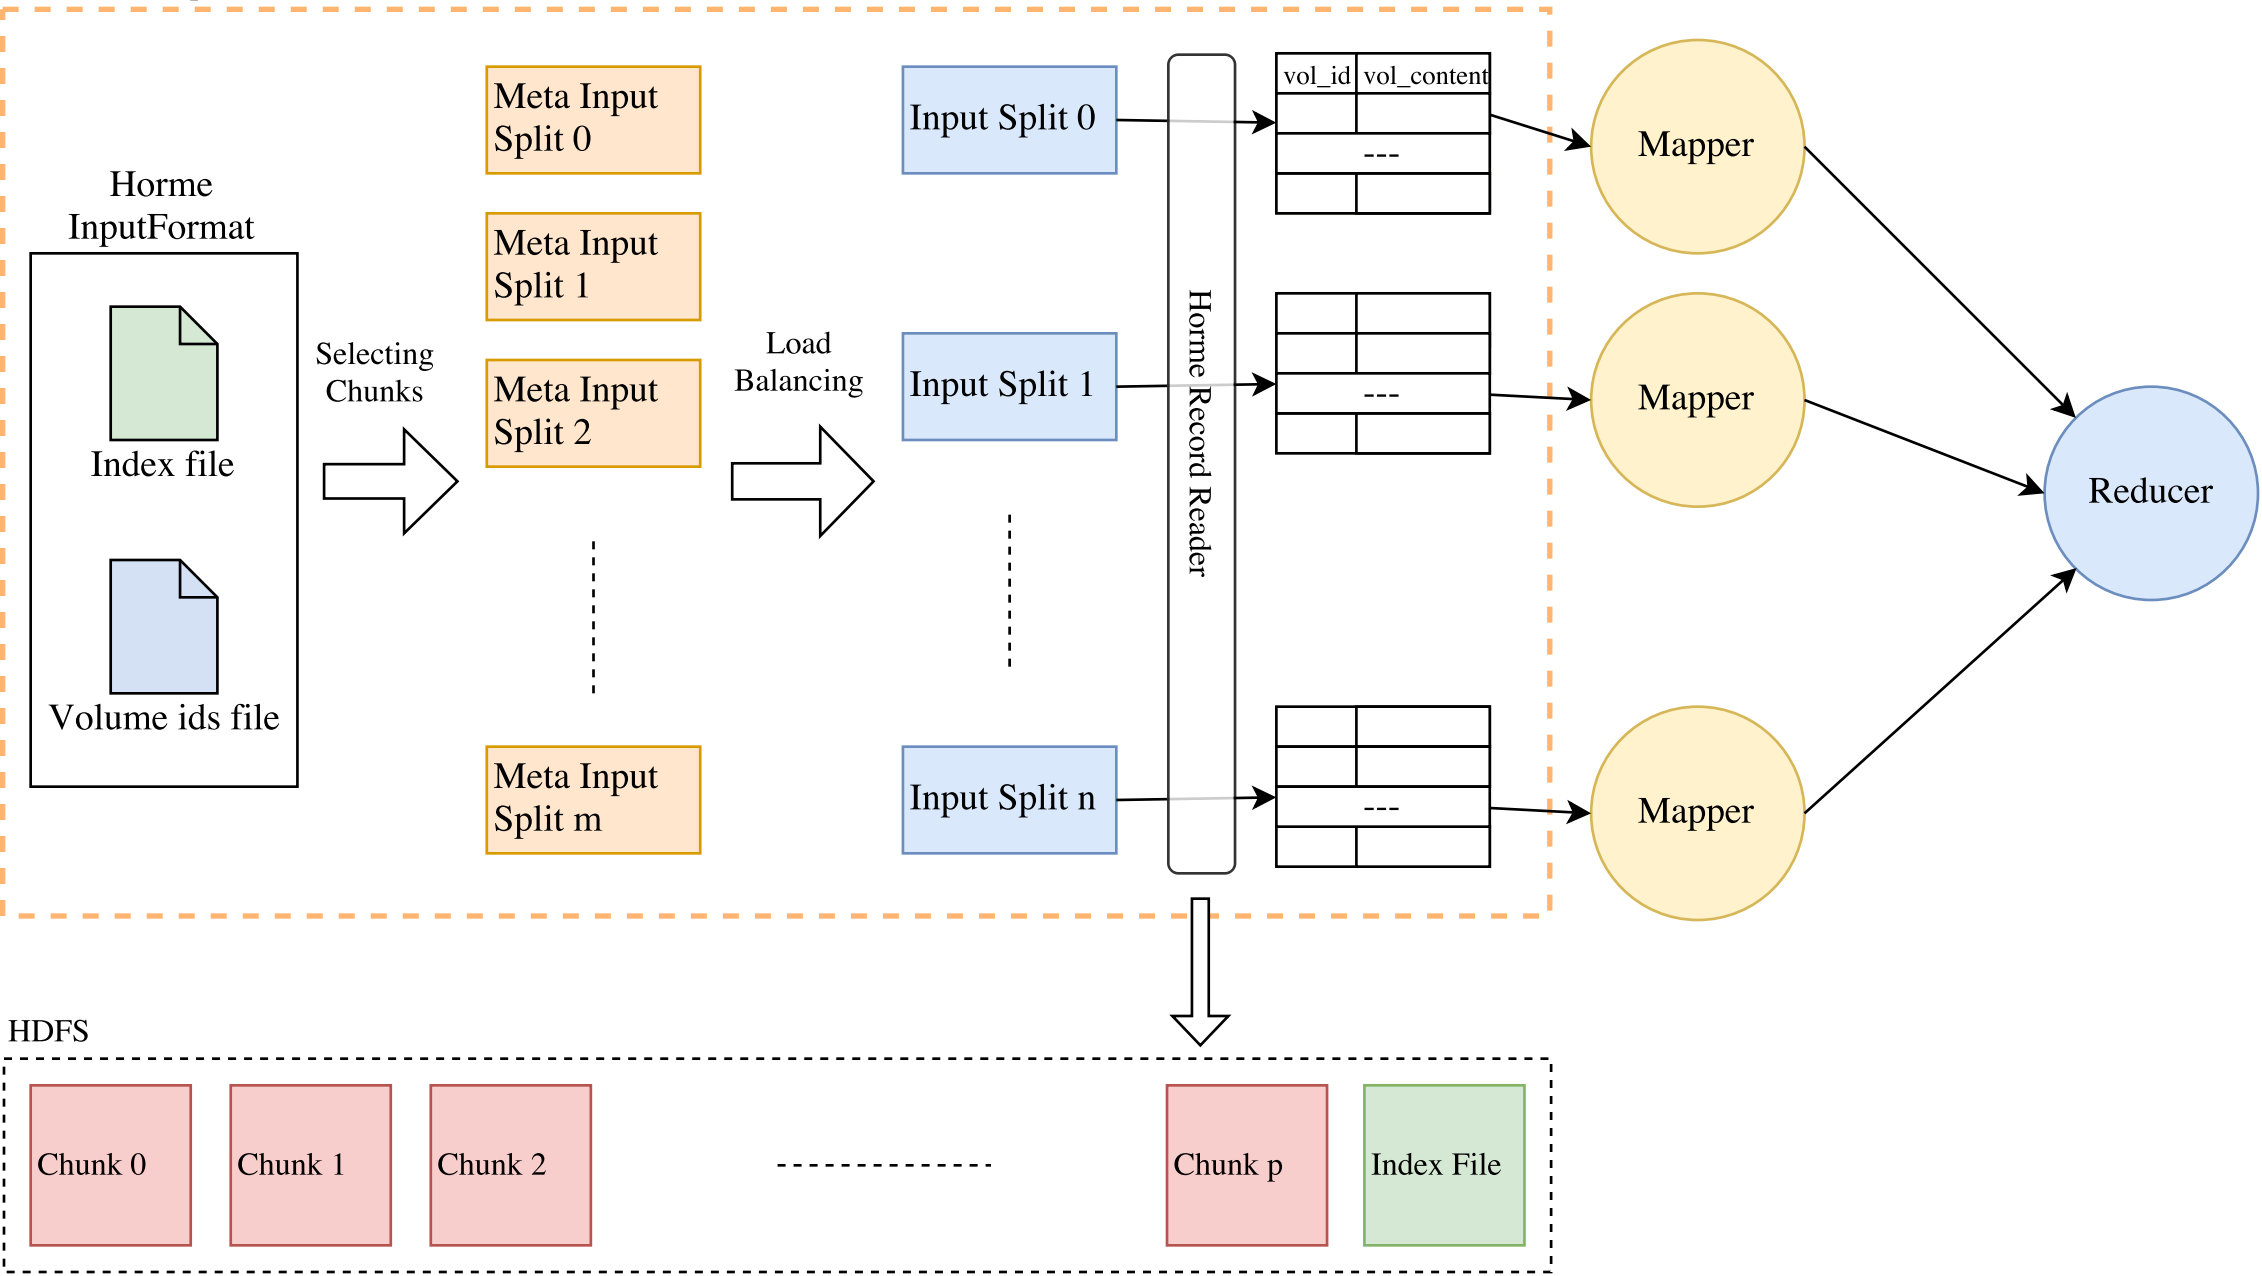 Horme
InputFormat
Index file
Volume ids file
Selecting
Chunks
Meta Input
Split 0
Meta Input
Split 1
Meta Input
Split 2
Meta Input
Split m
Load
Balancing
Input Split 0
Input Split 1
Input Split n
Horme Record Reader
vol_id vol_content
---
---
---
Mapper
Mapper
Mapper
Reducer
HDFS
Chunk 0
Chunk 1
Chunk 2
Chunk p
Index File